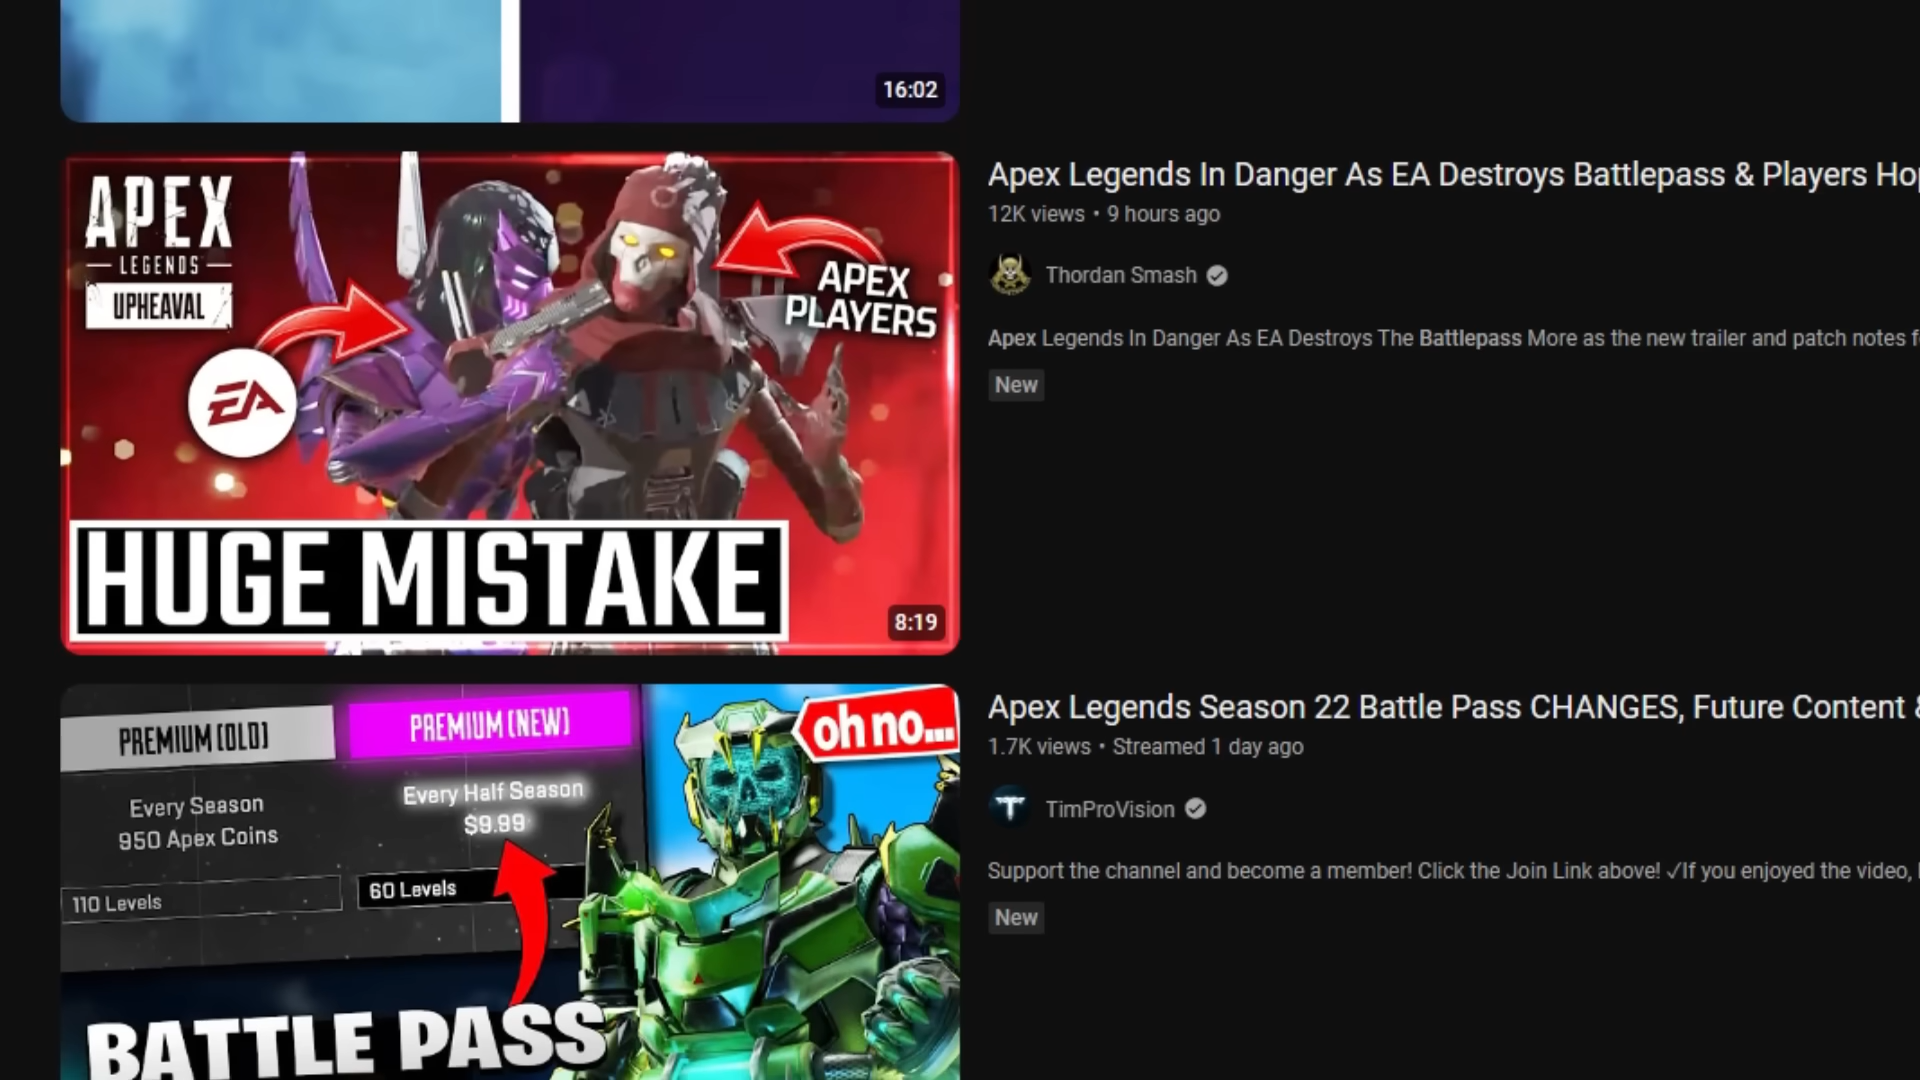 16:02
APEX
LEGENDS
UPHEAVAL
EA
APEX
PLAYERS
HUGE MISTAKE
8:19
Apex Legends In Danger As EA Destroys Battlepass & Players Hop
12K views • 9 hours ago
Thordan Smash
Apex Legends In Danger As EA Destroys The Battlepass More as the new trailer and patch notes f
New
PREMIUM (OLD)
PREMIUM (NEW)
oh no...
Every Season
950 Apex Coins
Every Half Season
$9.99
110 Levels
60 Levels
BATTLE PASS
Apex Legends Season 22 Battle Pass CHANGES, Future Content &
1.7K views • Streamed 1 day ago
TimProVision
Support the channel and become a member! Click the Join Link above! ✓If you enjoyed the video,
New